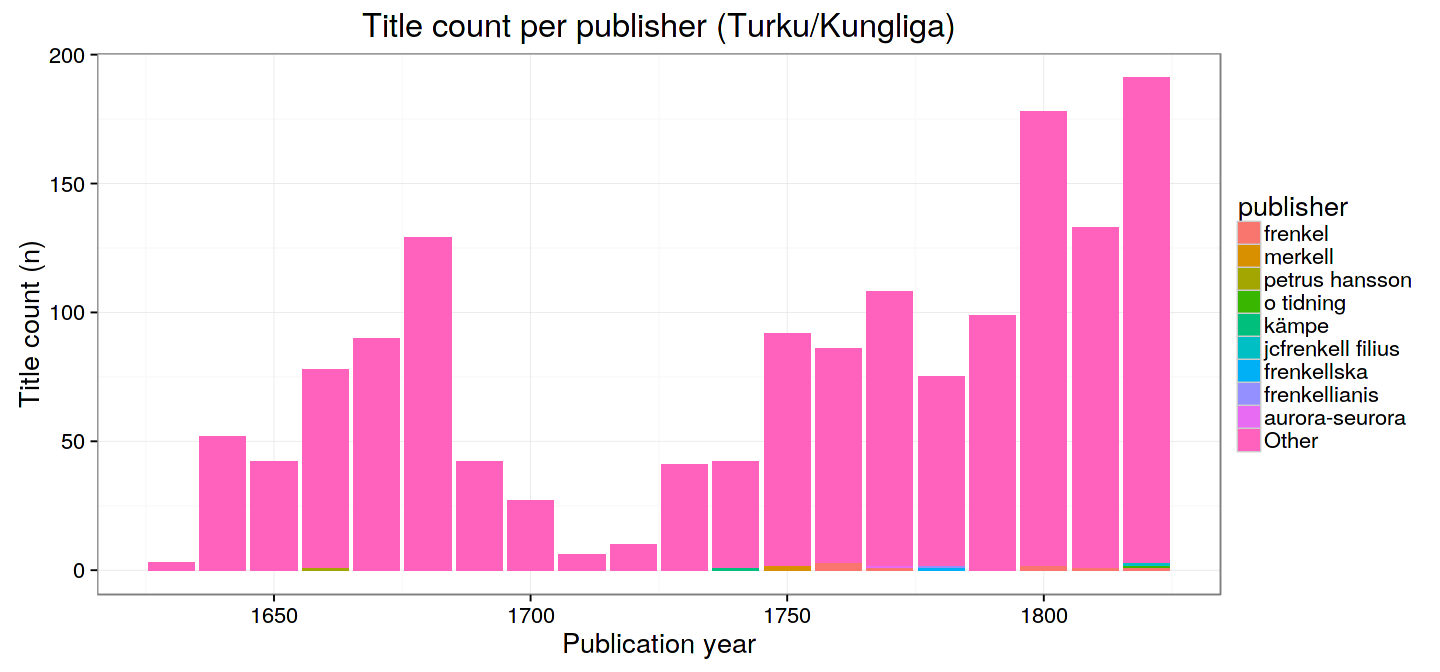 Title count per publisher (Turku/Kungliga)
Title count (n)
200
150
100
50
0
1650
1700
1750
1800
Publication year
publisher
frenkel
merkell
petrus hansson
o tidning
kämpe
jcfrenkell filius
frenkellska
frenkellianis
aurora-seurora
Other